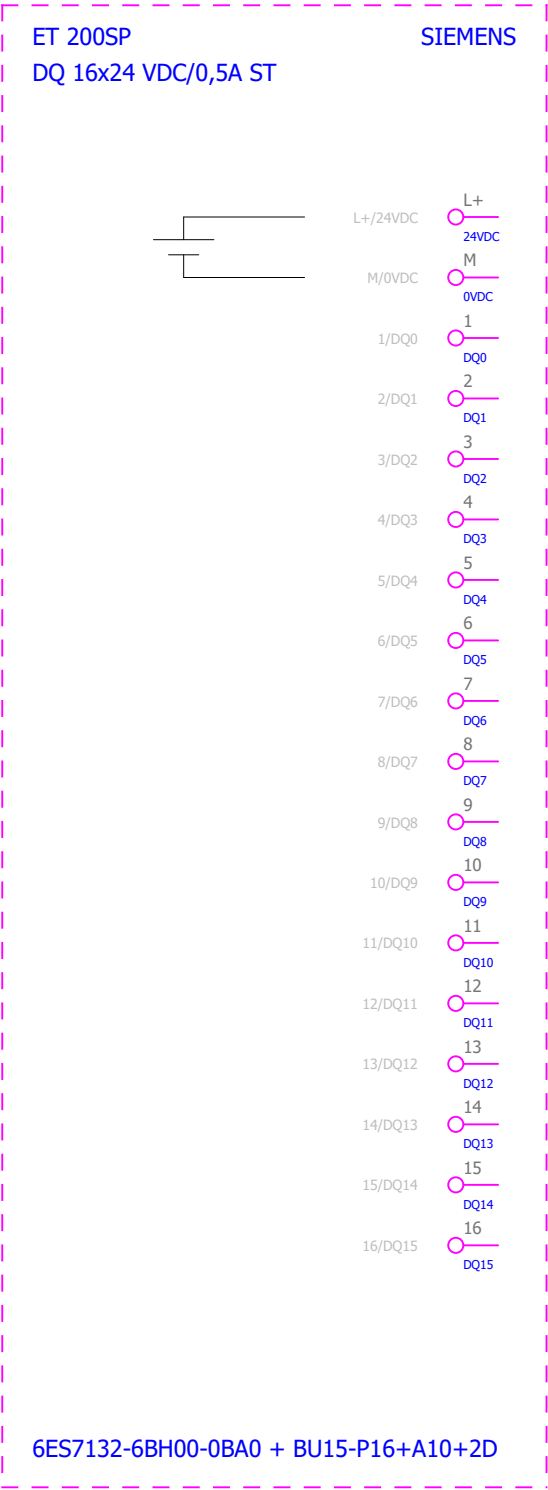 ET 200SP SIEMENS
DQ 16x24 VDC/0,5A ST
L+
L+/24VDC
24VDC
M
M/0VDC
0VDC
1
1/DQ0
DQ0
2
2/DQ1
DQ1
3
3/DQ2
DQ2
4
4/DQ3
DQ3
5
5/DQ4
DQ4
6
6/DQ5
DQ5
7
7/DQ6
DQ6
8
8/DQ7
DQ7
9
9/DQ8
DQ8
10
10/DQ9
DQ9
11
11/DQ10
DQ10
12
12/DQ11
DQ11
13
13/DQ12
DQ12
14
14/DQ13
DQ13
15
15/DQ14
DQ14
16
16/DQ15
DQ15
6ES7132-6BH00-0BA0 + BU15-P16+A10+2D